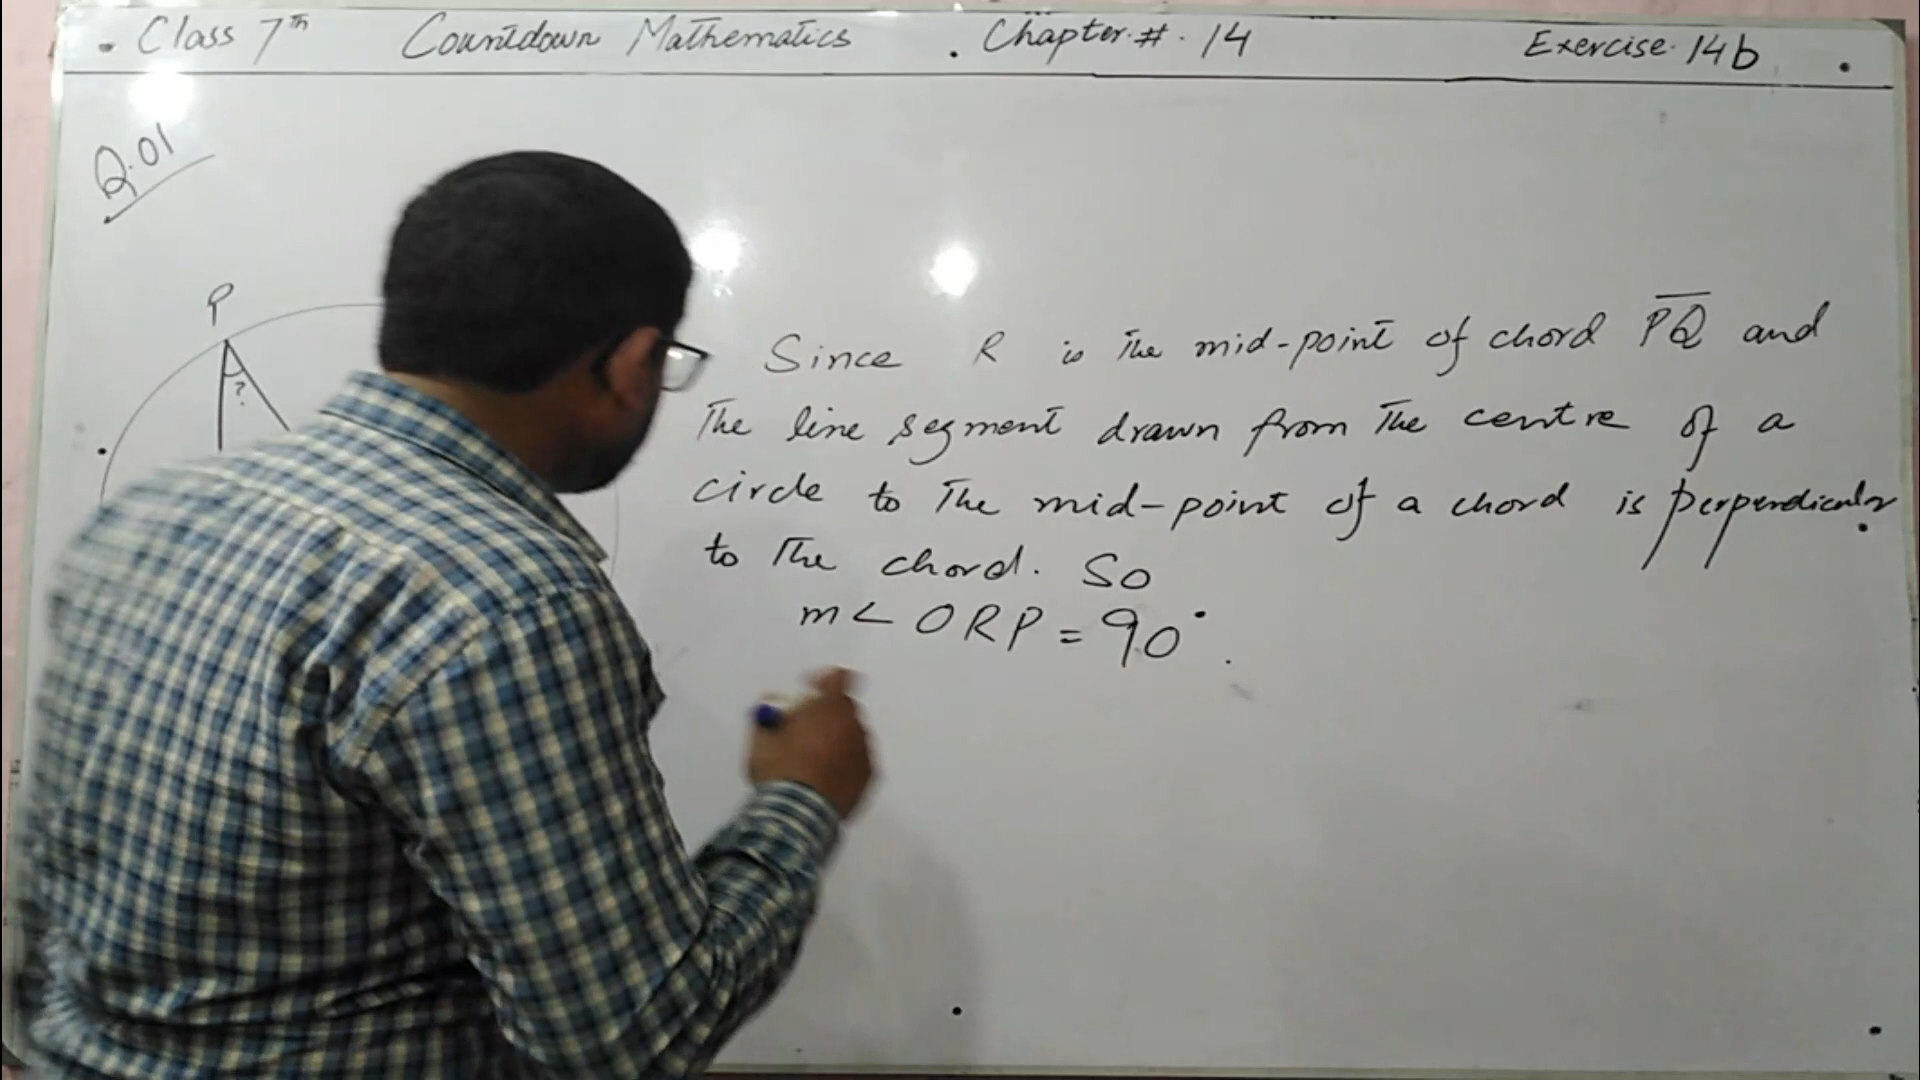 . Class 7th Countdown Mathematics . Chapter.#. 14 Exercise. 14b .
Q.01
P
?
Since R is the mid-point of chord PQ and
The line segment drawn from The centre of a
circle to The mid-point of a chord is perpendicular
to The chord. So
m< ORP = 90°.